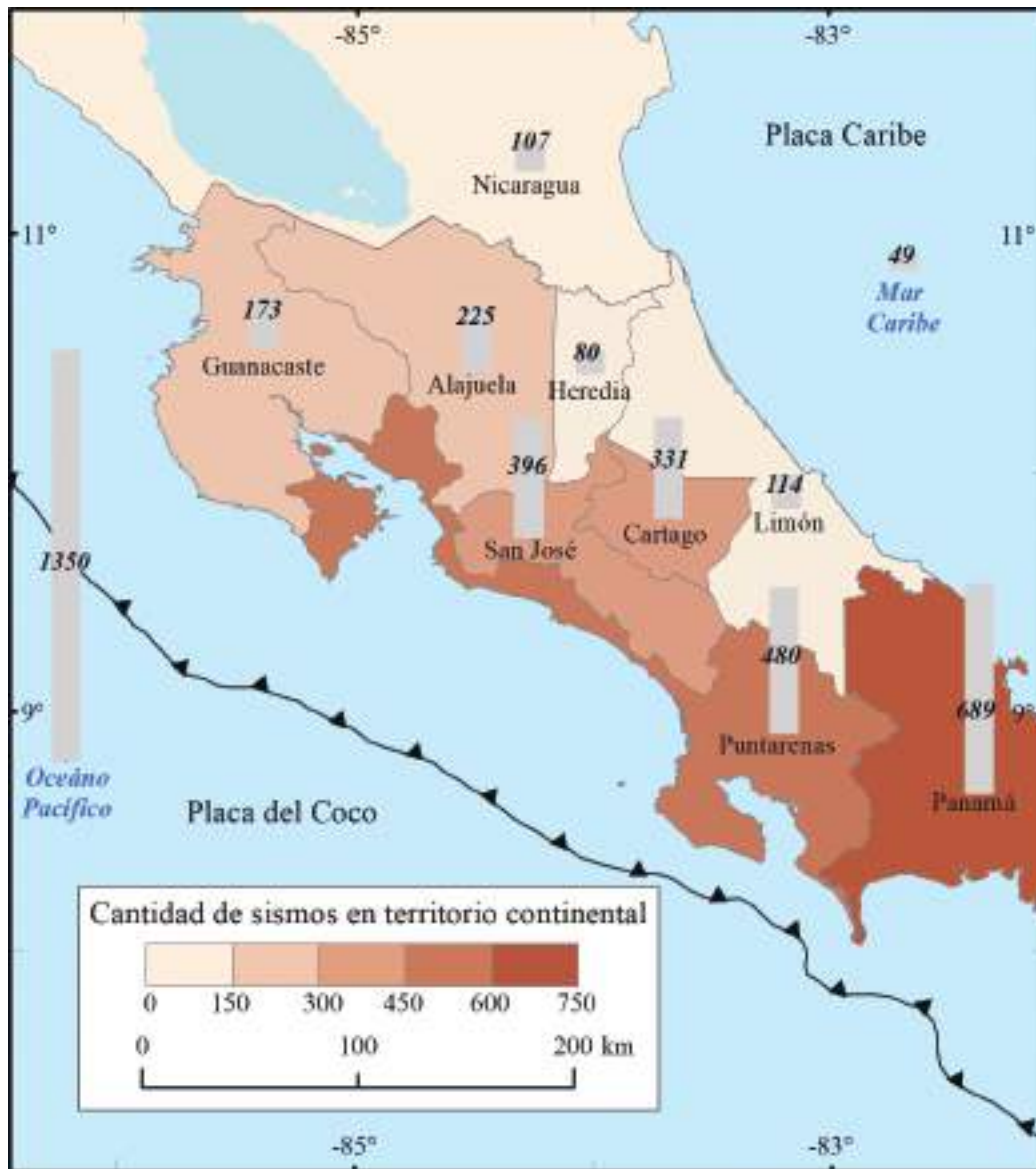 -85°
-83°
Placa Caribe
107
Nicaragua
11°
11°
49
Mar
Caribe
173
Guanacaste
225
Alajuela
80
Heredia
396
San José
331
Cartago
114
Limón
1350
480
Puntarenas
9°
689
9°
Panamá
Oceáno
Pacífico
Placa del Coco
Cantidad de sismos en territorio continental
0 150 300 450 600 750
0 100 200 km
-85°
-83°